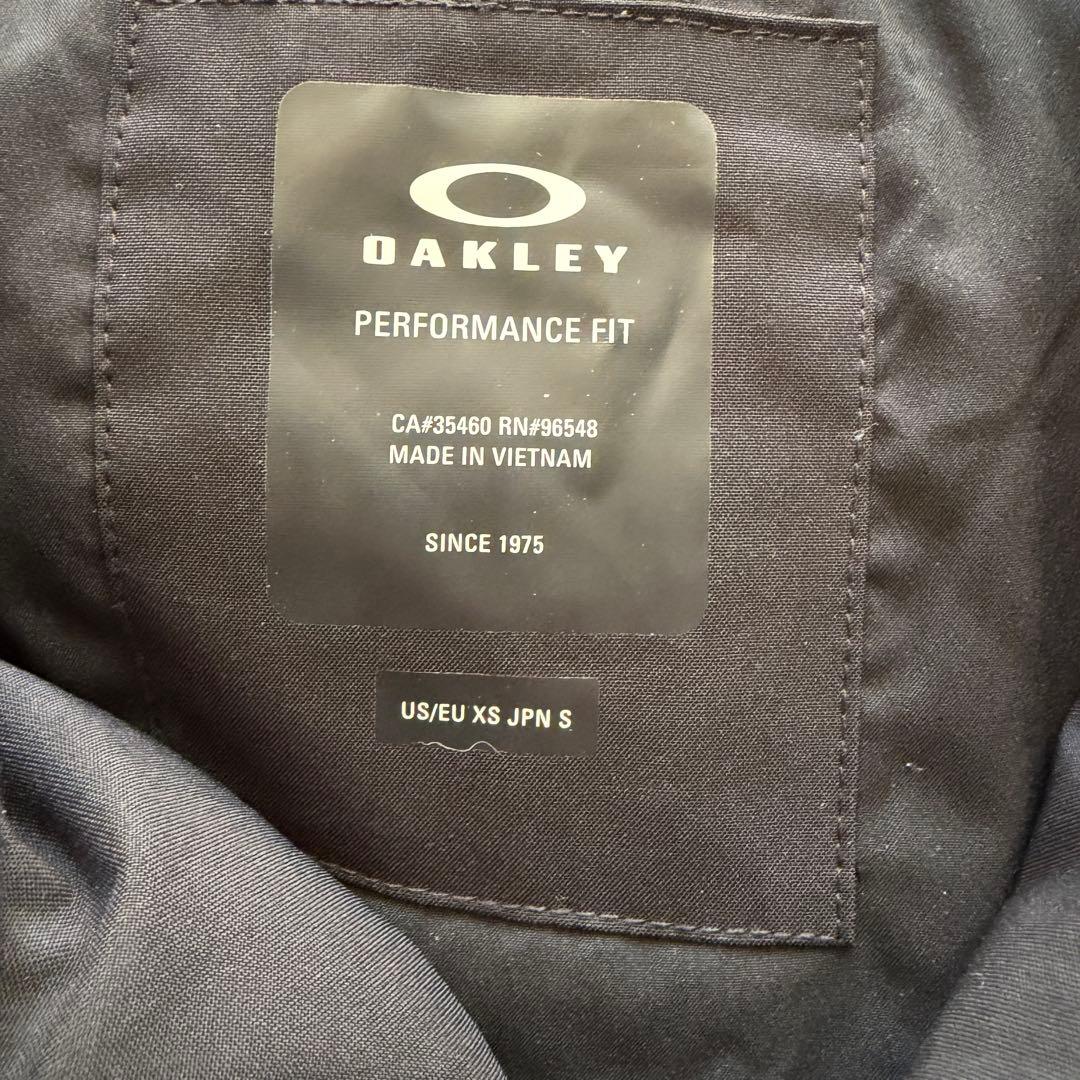 OAKLEY
PERFORMANCE FIT
CA#35460 RN#96548
MADE IN VIETNAM
SINCE 1975
US/EU XS JPN S